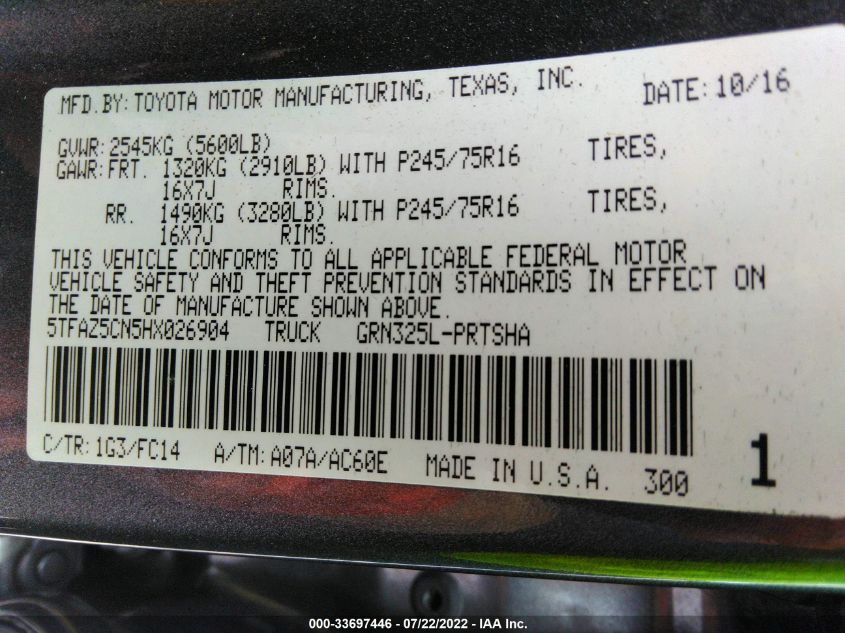 MFD.BY: TOYOTA MOTOR MANUFACTURING, TEXAS, INC. DATE: 10/16
GVWR: 2545KG (5600LB)
GAWR: FRT. 1320KG (2910LB) WITH P245/75R16 TIRES,
16X7J RIMS.
RR. 1490KG (3280LB) WITH P245/75R16 TIRES,
16X7J RIMS.
THIS VEHICLE CONFORMS TO ALL APPLICABLE FEDERAL MOTOR
VEHICLE SAFETY AND THEFT PREVENTION STANDARDS IN EFFECT ON
THE DATE OF MANUFACTURE SHOWN ABOVE.
5TFAZ5CN5HX026904 TRUCK GRN325L-PRTSHA
C/TR: 1G3/FC14 A/TM: A07A/AC60E MADE IN U.S.A. 300 1
000-33697446 / 07/22/2022 - IAA Inc.